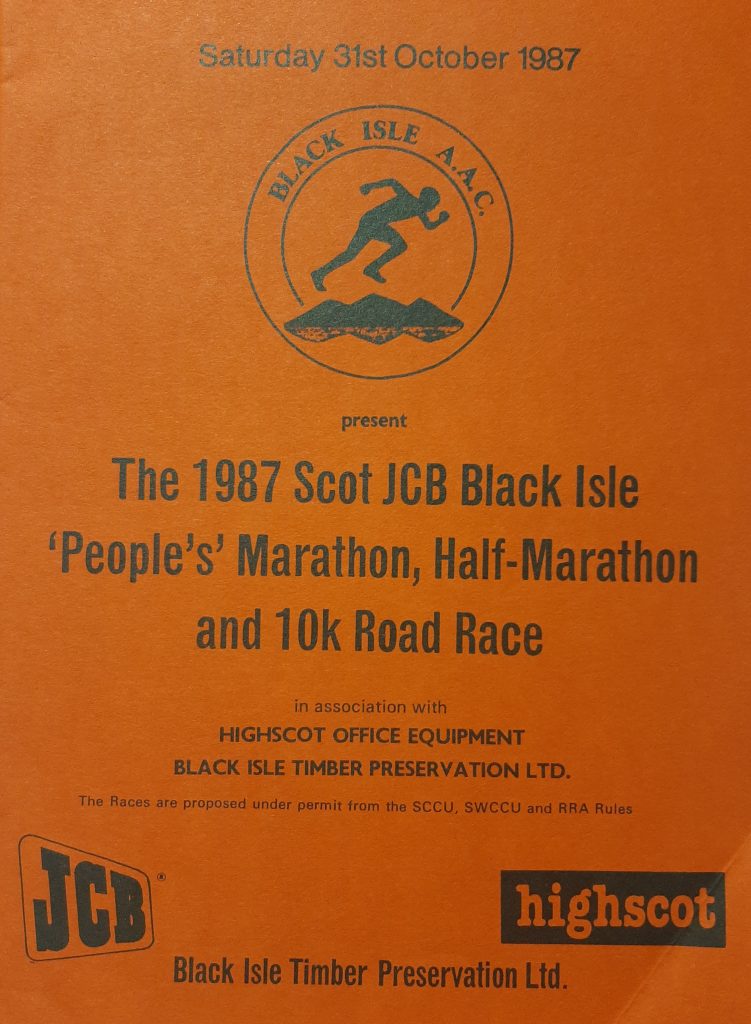 Saturday 31st October 1987
BLACK ISLE A.A.C.
present
The 1987 Scot JCB Black Isle
‘People’s’ Marathon, Half-Marathon
and 10k Road Race
in association with
HIGHSCOT OFFICE EQUIPMENT
BLACK ISLE TIMBER PRESERVATION LTD.
The Races are proposed under permit from the SCCU, SWCCU and RRA Rules
JCB ®
highscot
Black Isle Timber Preservation Ltd.